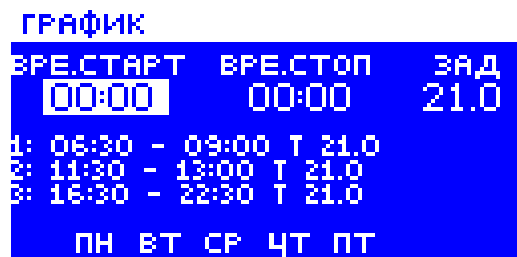 ГРАФИК
ВРЕ.СТАРТ ВРЕ.СТОП ЗАД
00:00 00:00 21.0
1: 06:30 - 09:00 T 21.0
2: 11:30 - 13:00 T 21.0
3: 16:30 - 22:30 T 21.0
ПН ВТ СР ЧТ ПТ